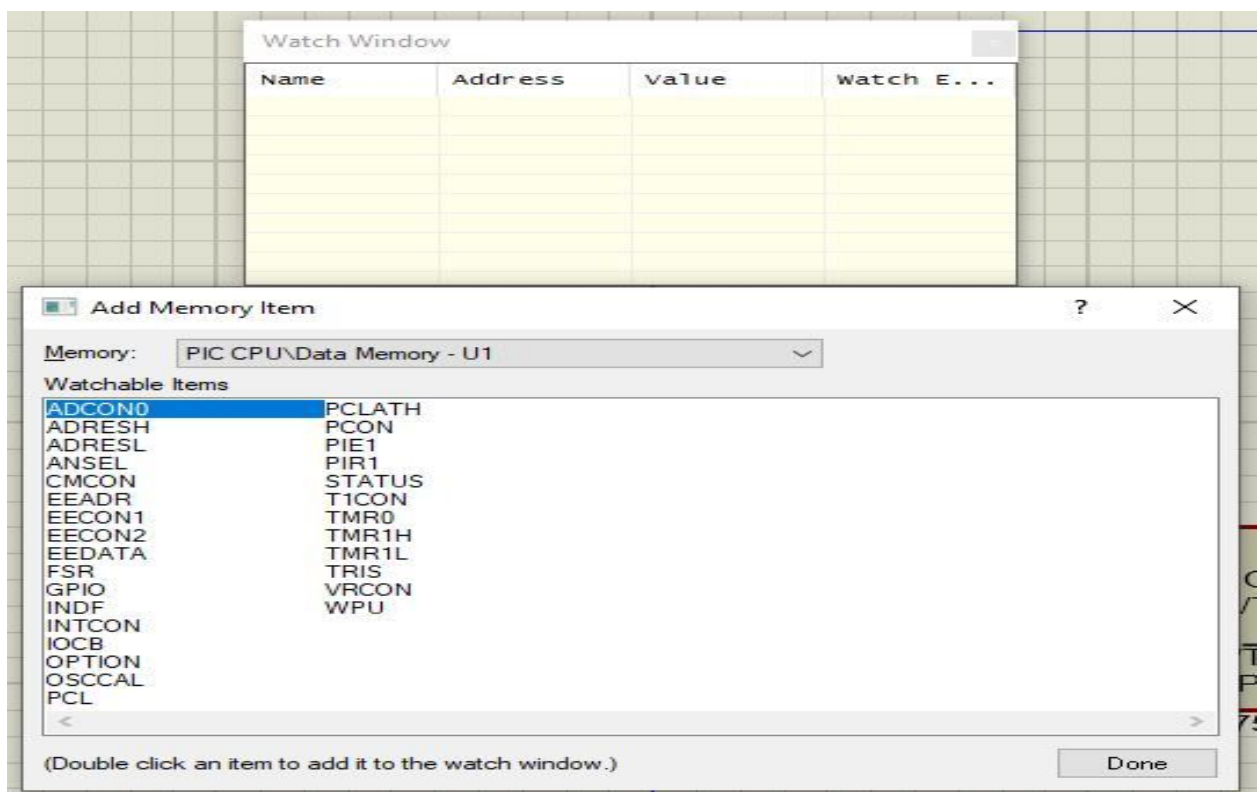 Watch Window
Name Address Value Watch E...
Add Memory Item ?
Memory: PIC CPU\Data Memory - U1
Watchable Items
ADCON0 PCLATH
ADRESH PCON
ADRESL PIE1
ANSEL PIR1
CMCON STATUS
EEADR T1CON
EECON1 TMR0
EECON2 TMR1H
EEDATA TMR1L
FSR TRIS
GPIO VRCON
INDF WPU
INTCON
IOCB
OPTION
OSCCAL
PCL
(Double click an item to add it to the watch window.) Done